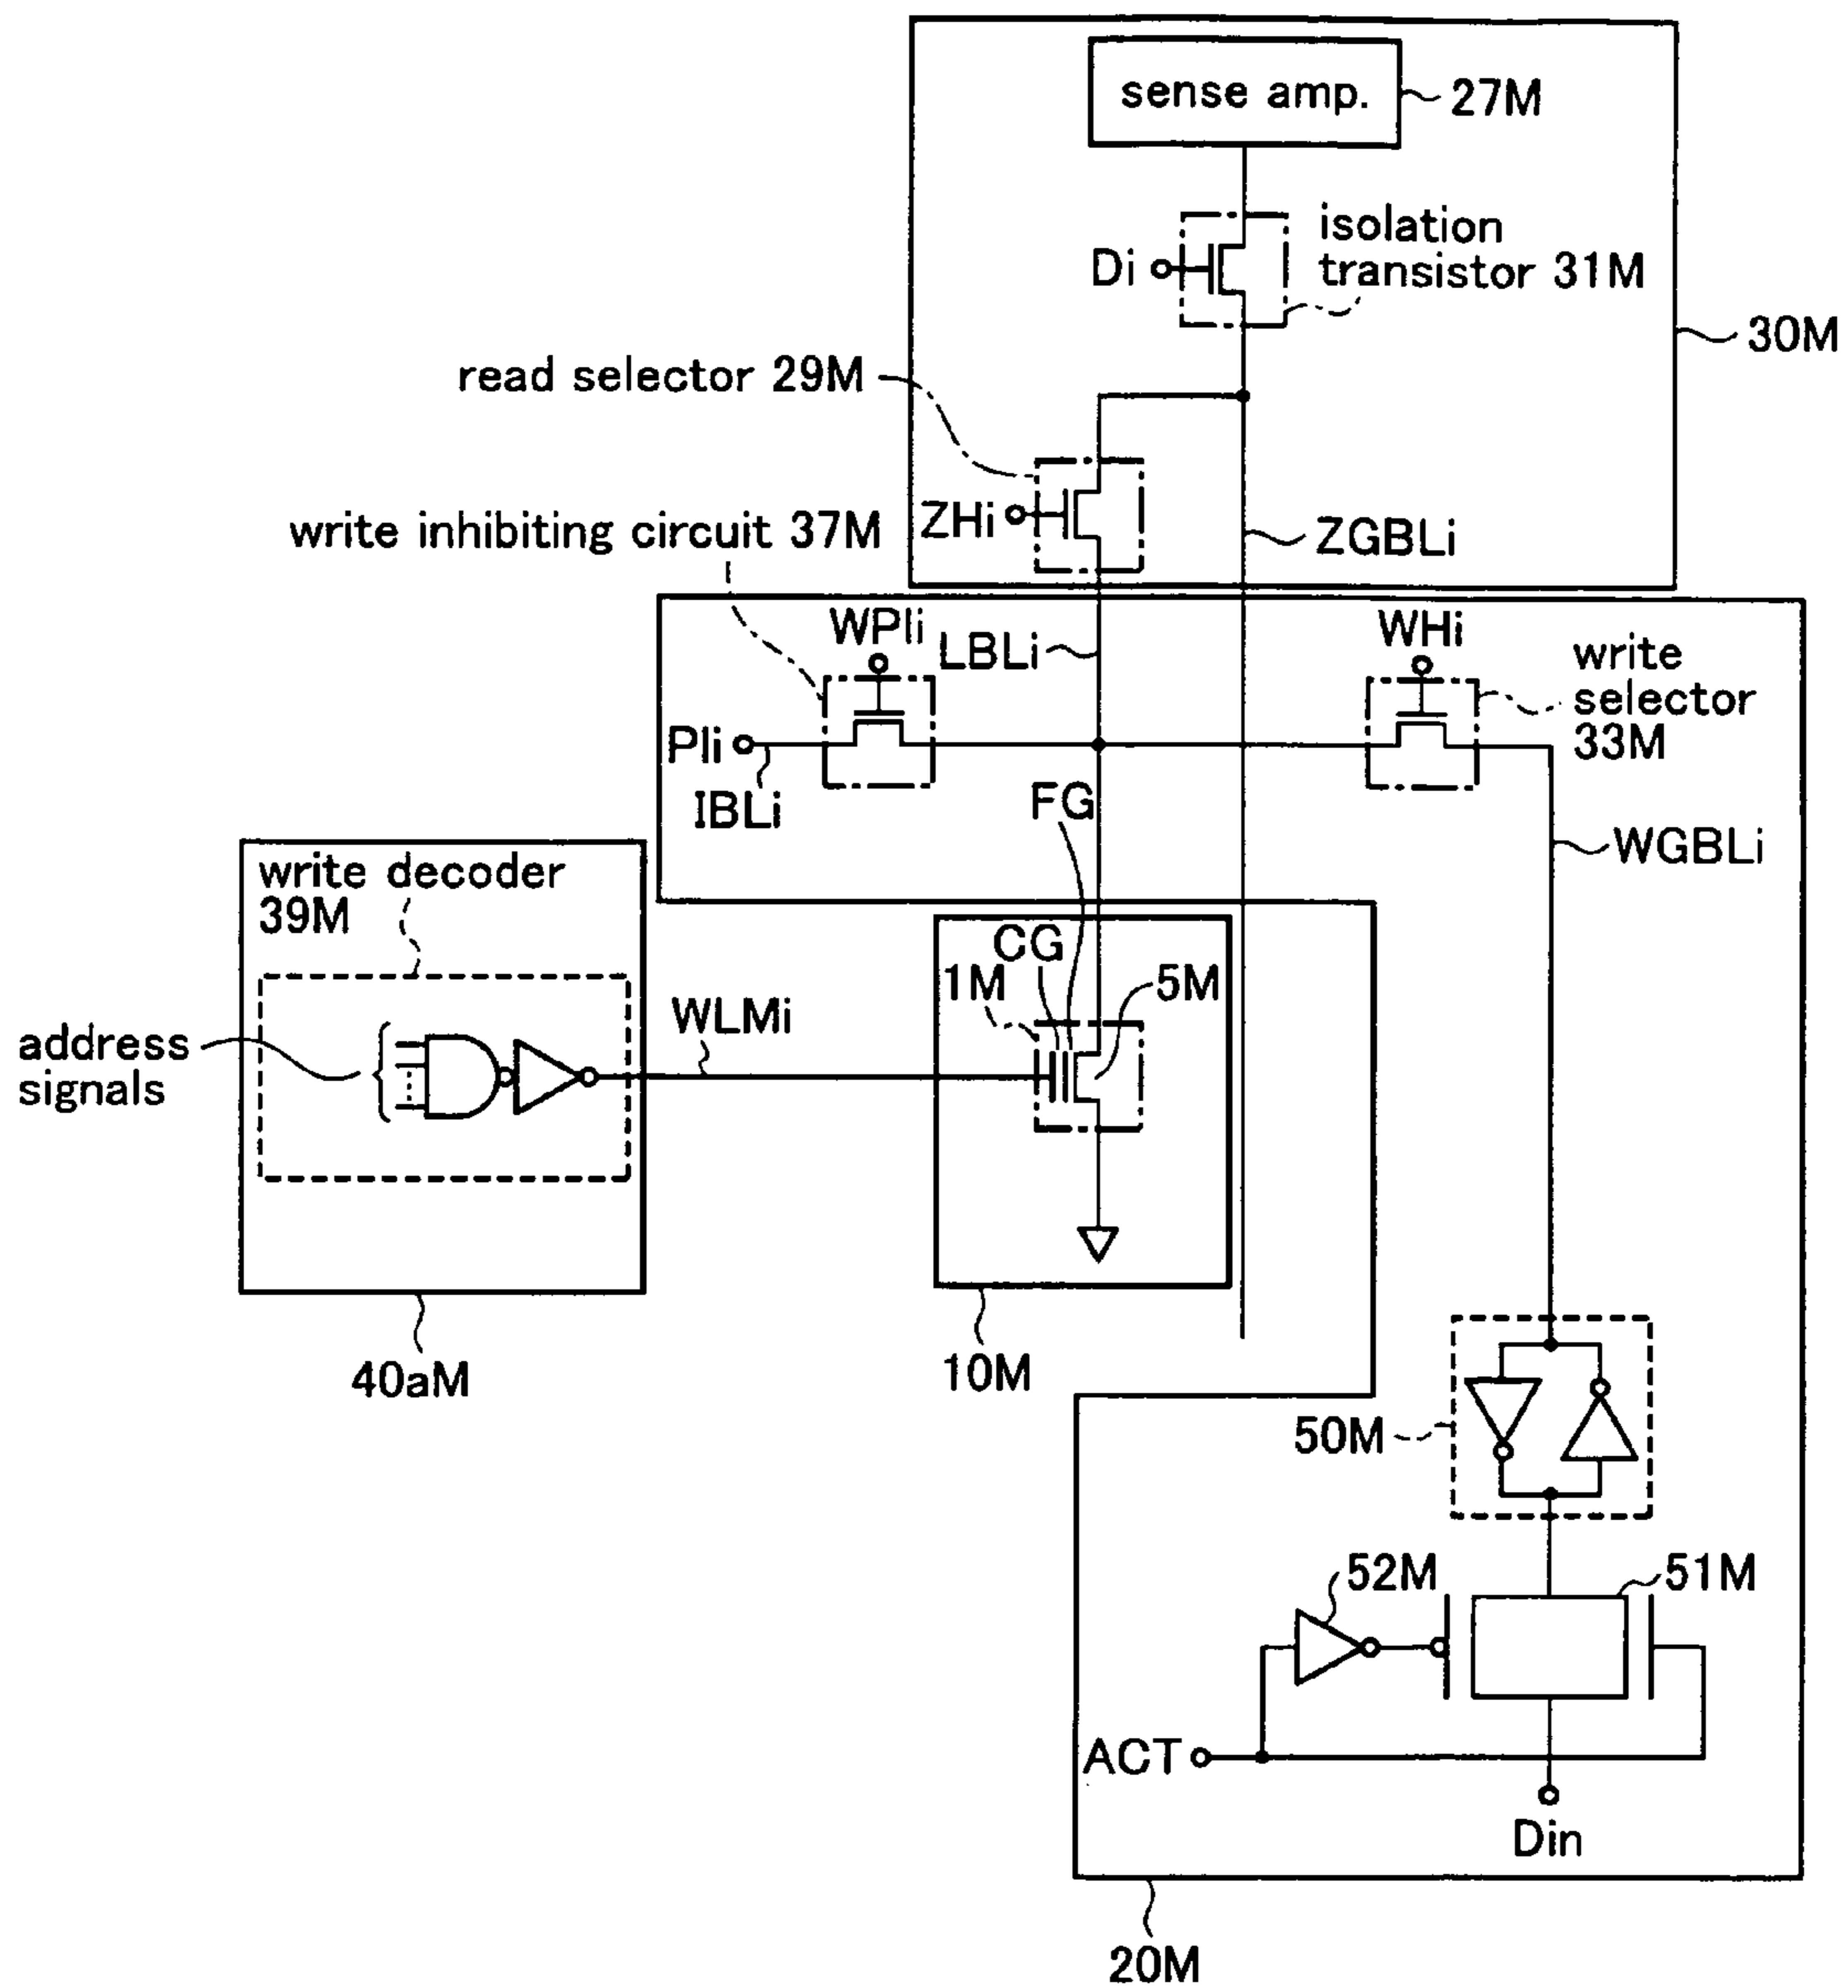 sense amp.
27M
isolation
transistor 31M
Di
30M
read selector 29M
ZHi
write inhibiting circuit 37M
ZGBLi
WPIi
LBLi
WHi
write
selector
33M
PIi
IBLi
FG
WGBLi
write decoder
39M
CG
1M
5M
WLMi
address
signals
40aM
10M
50M
52M
51M
ACT
Din
20M